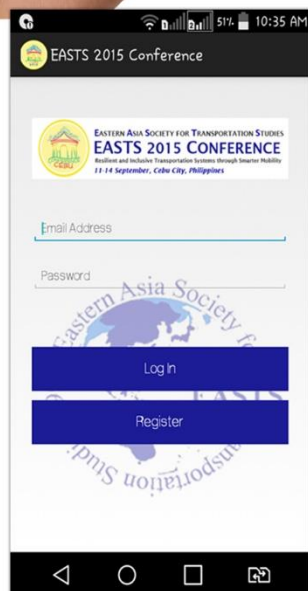 51% 10:35 AM
EASTS 2015 Conference
EASTERN ASIA SOCIETY FOR TRANSPORTATION STUDIES
EASTS 2015 CONFERENCE
Resilient and Inclusive Transportation Systems through Smarter Mobility
11-14 September, Cebu City, Philippines
CEBU
Email Address
Password
Eastern Asia Society for
EASTS
Transportation Studies
Log In
Register